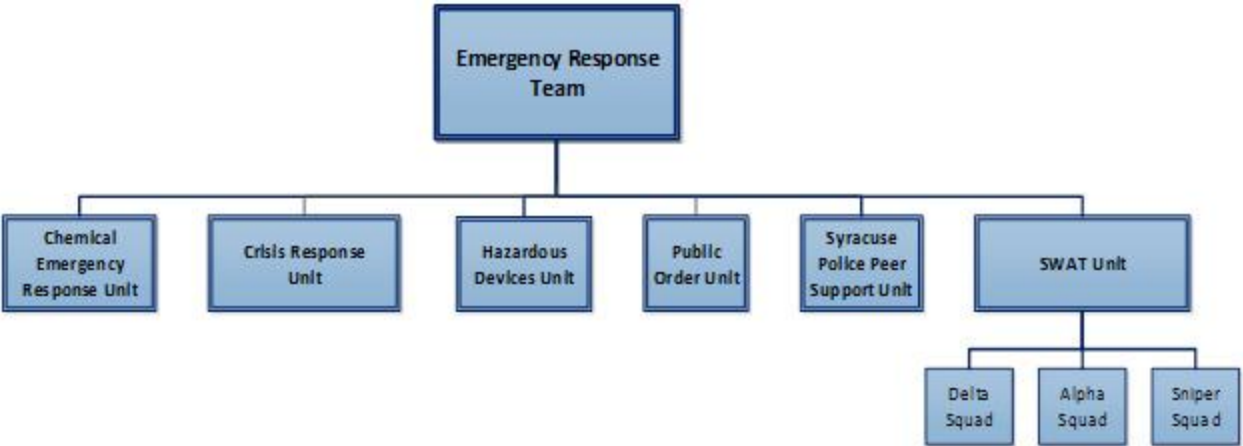 Emergency Response
Team
Chemical
Emergency
Response Unit
Crisis Response
Unit
Hazardous
Devices Unit
Public
Order Unit
Syracuse
Police Peer
Support Unit
SWAT Unit
Delta
Squad
Alpha
Squad
Sniper
Squad